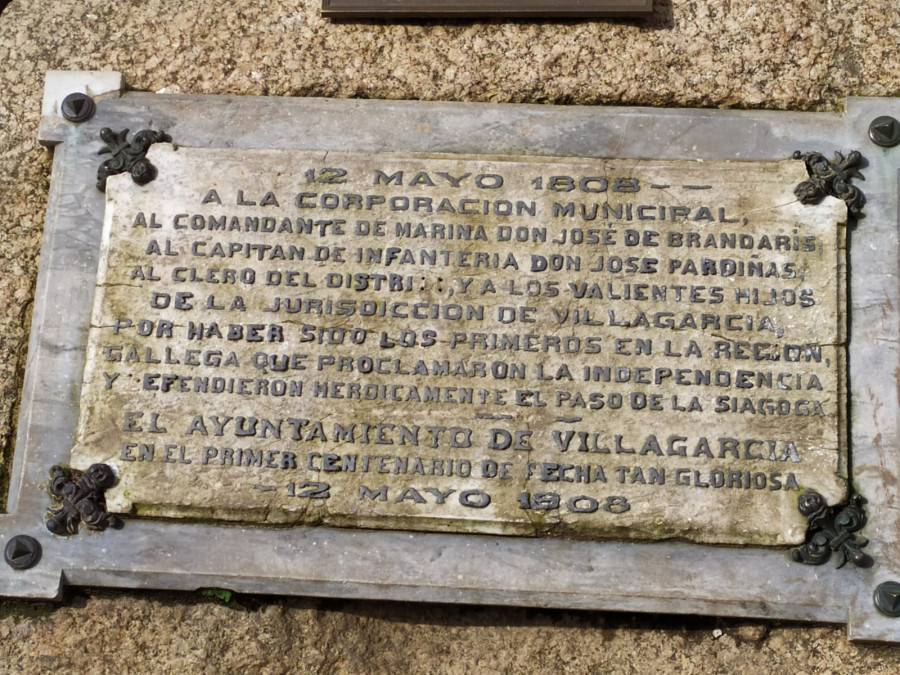 12 MAYO 1808 --
A LA CORPORACION MUNICIPAL,
AL COMANDANTE DE MARINA DON JOSÉ DE BRANDARIS,
AL CAPITAN DE INFANTERIA DON JOSE PARDIÑAS,
AL CLERO DEL Y A LOS VALIENTES HIJOS
DE LA JURISDICCION DE VILLAGARCIA,
POR HABER SIDO LOS PRIMEROS EN LA REGION
GALLEGA QUE PROCLAMARON LA INDEPENDENCIA
Y EFENDIERON HEROICAMENTE EL PASO DE LA SIAGOGA
EL AYUNTAMIENTO DE VILLAGARCIA
EN EL PRIMER CENTENARIO DE FECHA TAN GLORIOSA
-12 MAYO 1908